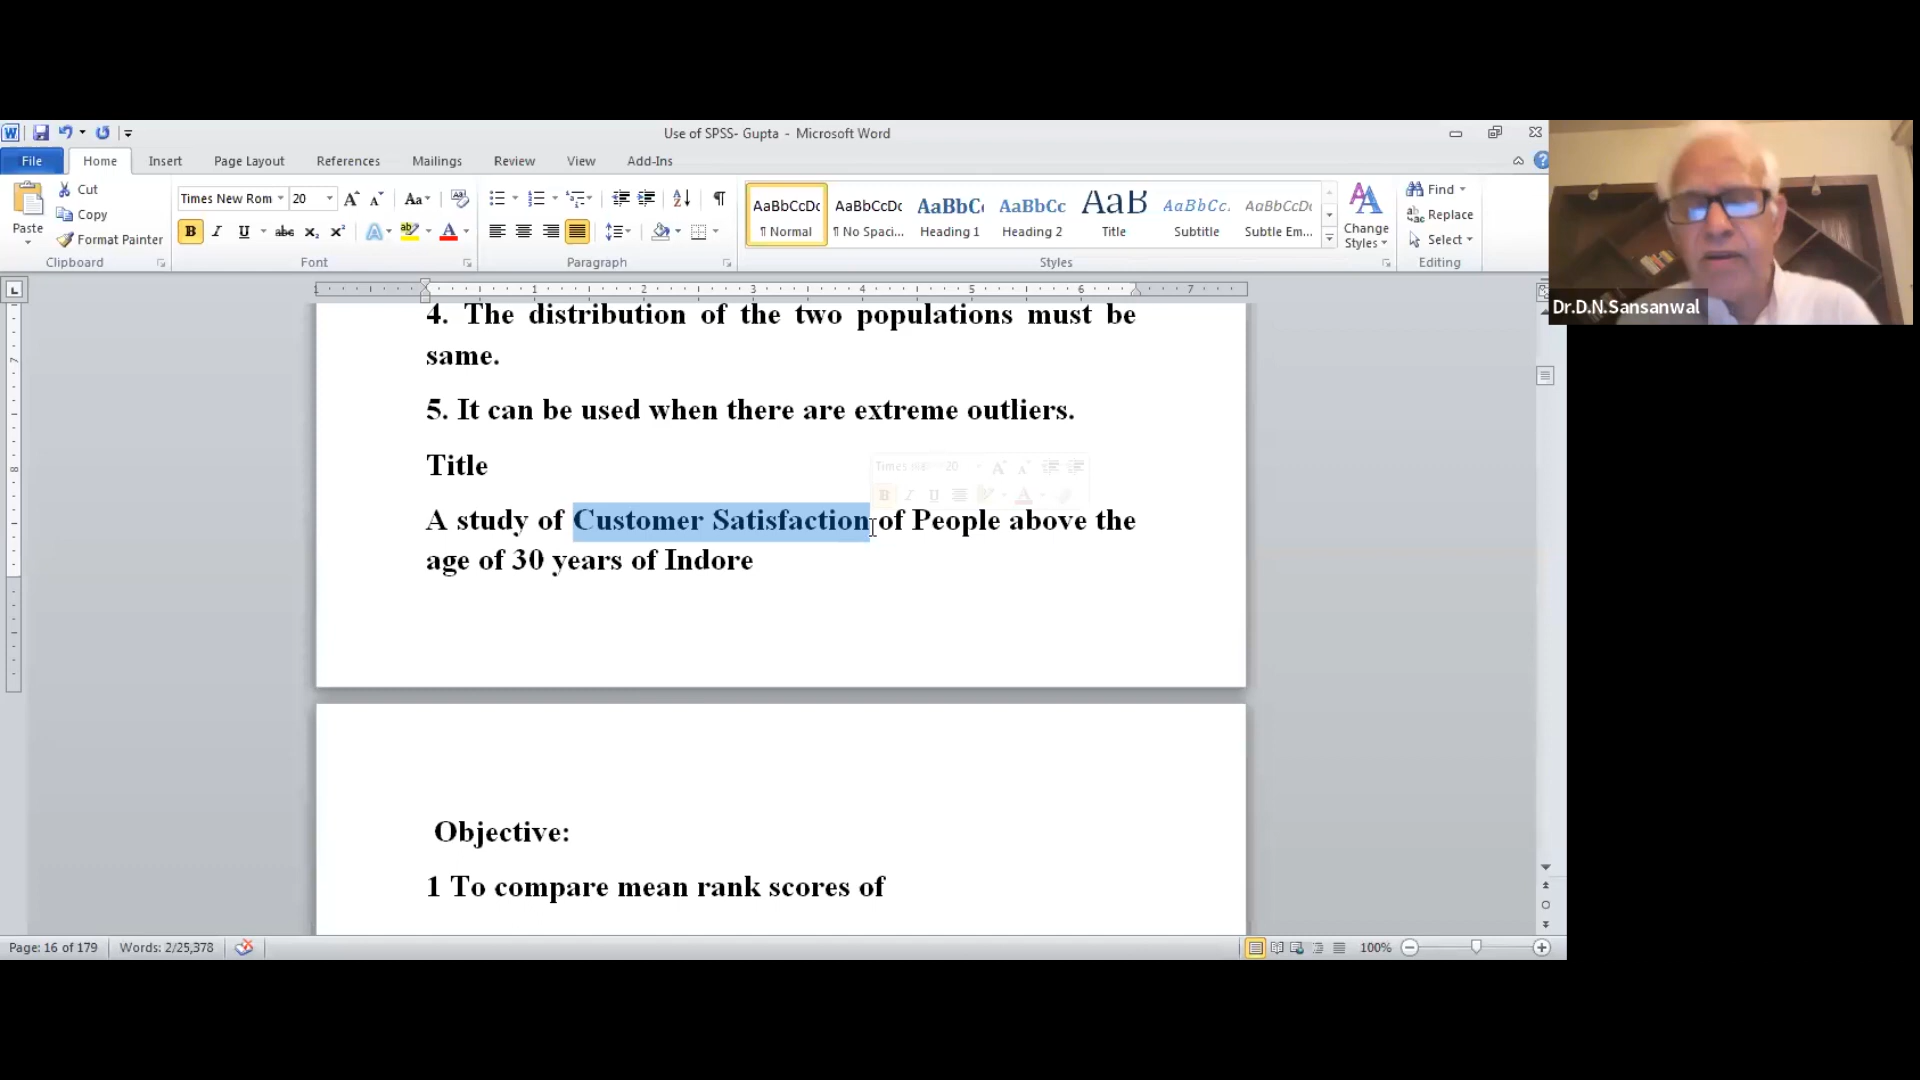 Use of SPSS- Gupta - Microsoft Word
File Home Insert Page Layout References Mailings Review View Add-Ins
Paste
Cut
Copy
Format Painter
Clipboard
Times New Rom 20
Font
Paragraph
AaBbCcDc AaBbCcDc AaBbC AaBbCc AaB AaBbCc. AaBbCcDc
¶ Normal ¶ No Spaci... Heading 1 Heading 2 Title Subtitle Subtle Em...
Change Styles
Styles
Find
Replace
Select
Editing
4. The distribution of the two populations must be
same.
5. It can be used when there are extreme outliers.
Title
A study of Customer Satisfaction of People above the
age of 30 years of Indore
Objective:
1 To compare mean rank scores of
Page: 16 of 179 Words: 2/25,378 100%
Dr.D.N.Sansanwal